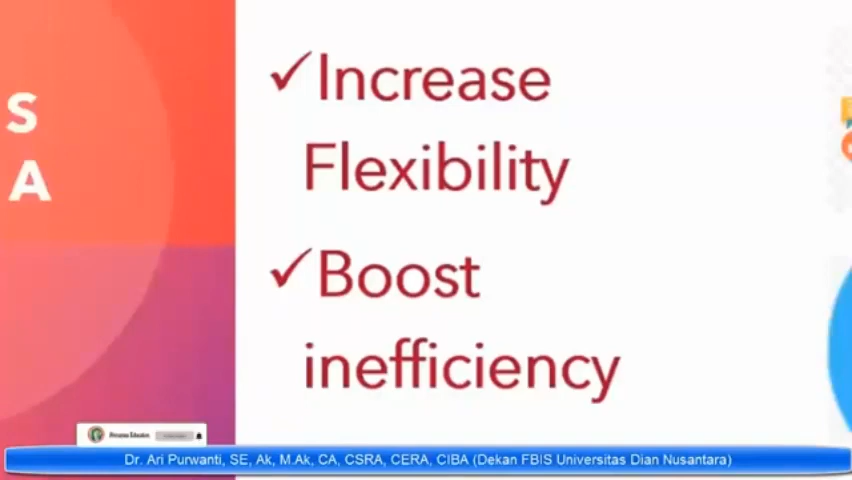 S
A
✓Increase
Flexibility
✓Boost
inefficiency
Dr. Ari Purwanti, SE, Ak, M.Ak, CA, CSRA, CERA, CIBA (Dekan FBIS Universitas Dian Nusantara)